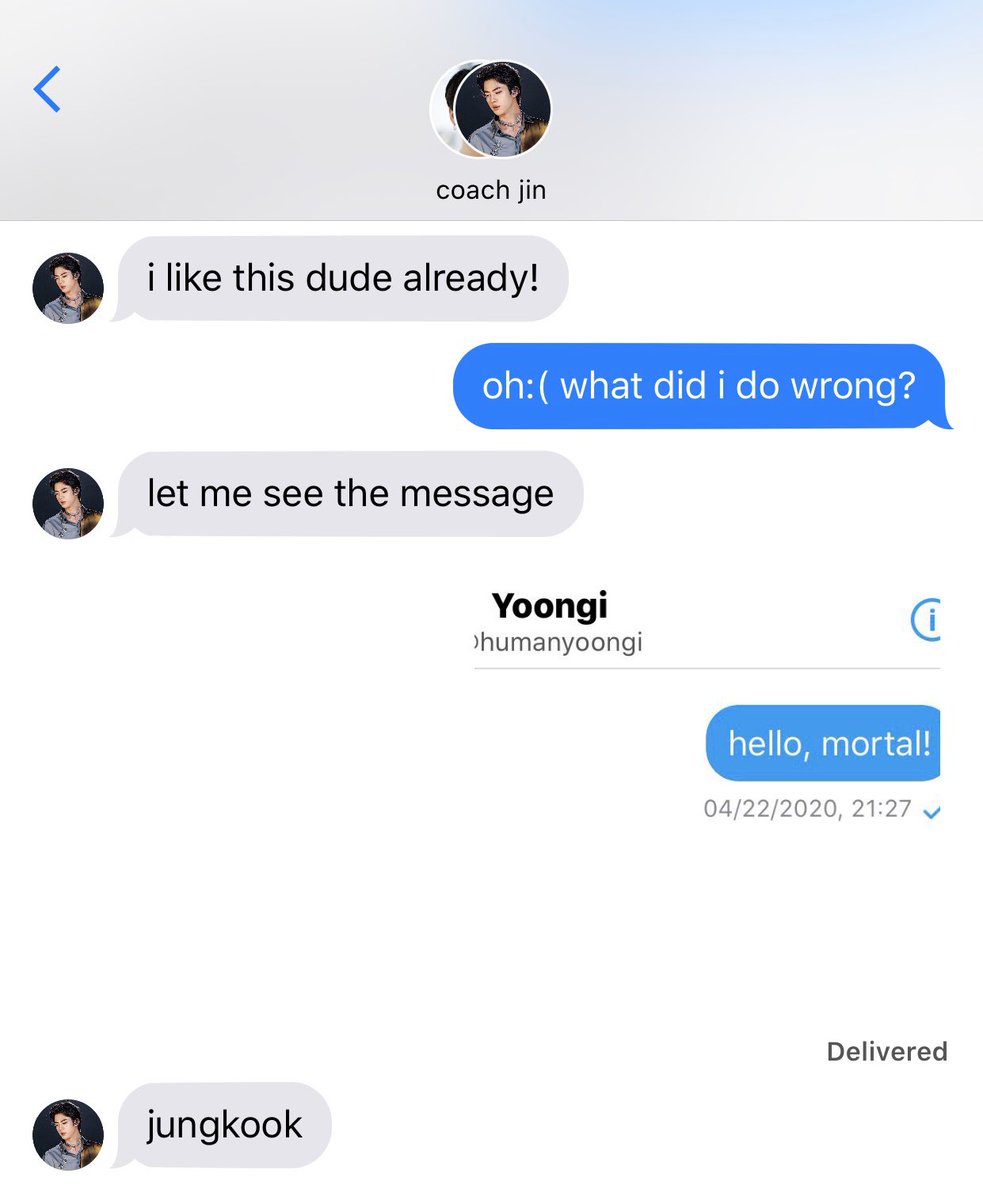 coach jin
i like this dude already!
oh:( what did i do wrong?
let me see the message
Yoongi
humanyoongi
hello, mortal!
04/22/2020, 21:27
Delivered
jungkook